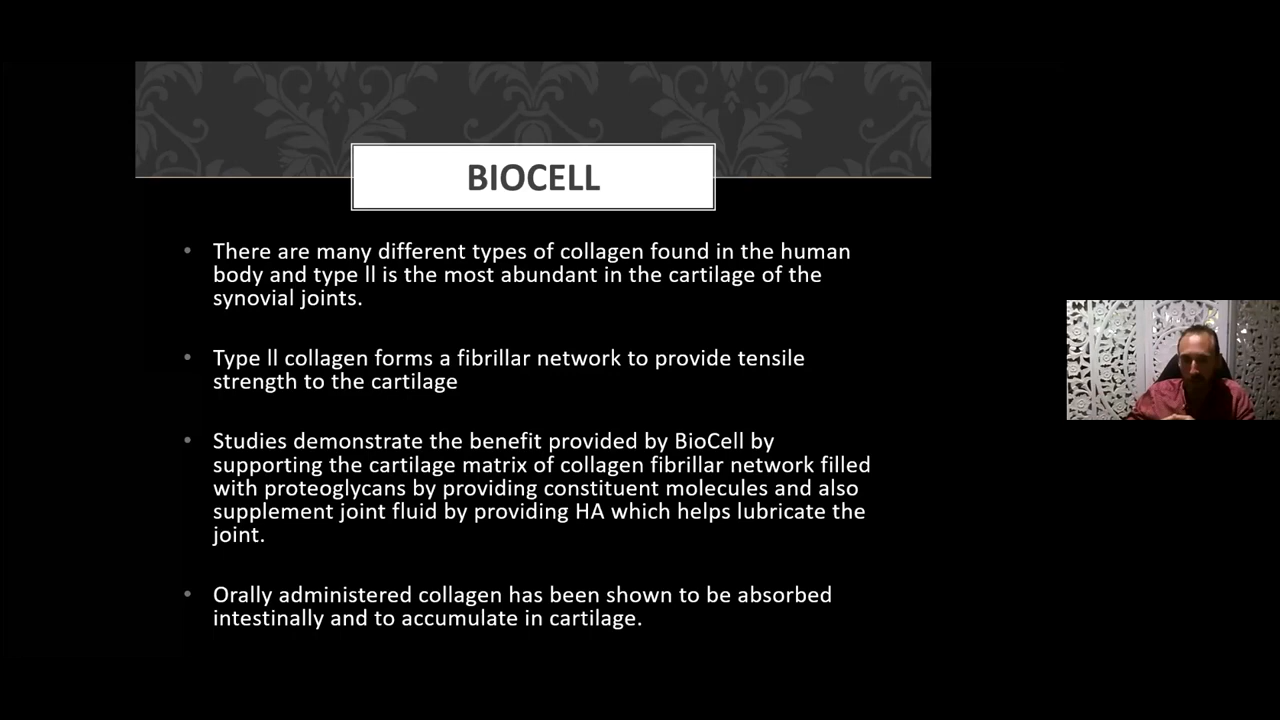 BIOCELL
There are many different types of collagen found in the human
body and type ll is the most abundant in the cartilage of the
synovial joints.
Type ll collagen forms a fibrillar network to provide tensile
strength to the cartilage
Studies demonstrate the benefit provided by BioCell by
supporting the cartilage matrix of collagen fibrillar network filled
with proteoglycans by providing constituent molecules and also
supplement joint fluid by providing HA which helps lubricate the
joint.
Orally administered collagen has been shown to be absorbed
intestinally and to accumulate in cartilage.